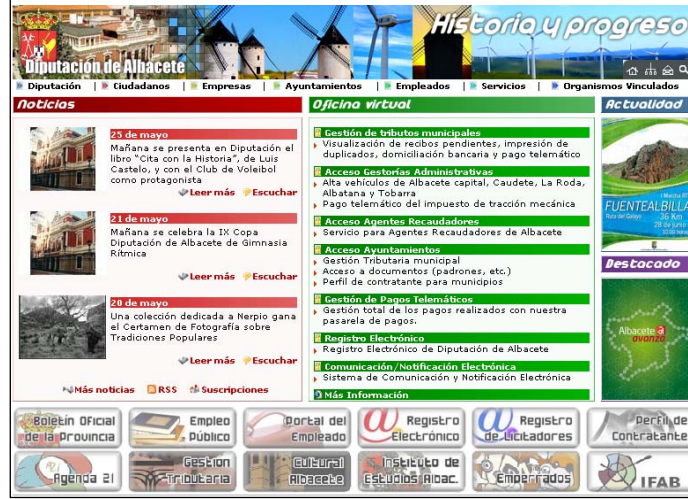 Historia y progreso
Diputación de Albacete
Diputación | Ciudadanos | Empresas | Ayuntamientos | Empleados | Servicios | Organismos Vinculados
Noticias
25 de mayo
Mañana se presenta en Diputación el
libro "Cita con la Historia", de Luis
Castelo, y con el Club de Voleibol
como protagonista
Leer más Escuchar
21 de mayo
Mañana se celebra la IX Copa
Diputación de Albacete de Gimnasia
Rítmica
Leer más Escuchar
20 de mayo
Una colección dedicada a Nerpio gana
el Certamen de Fotografía sobre
Tradiciones Populares
Leer más Escuchar
Más noticias RSS Suscripciones
Oficina virtual
Gestión de tributos municipales
Visualización de recibos pendientes, impresión de
duplicados, domiciliación bancaria y pago telemático
Acceso Gestorías Administrativas
Alta vehículos de Albacete capital, Caudete, La Roda,
Albatana y Tobarra
Pago telemático del impuesto de tracción mecánica
Acceso Agentes Recaudadores
Servicio para Agentes Recaudadores de Albacete
Acceso Ayuntamientos
Gestión Tributaria municipal
Acceso a documentos (padrones, etc.)
Perfil de contratante para municipios
Gestión de Pagos Telemáticos
Gestión total de los pagos realizados con nuestra
pasarela de pagos.
Registro Electrónico
Registro Electrónico de Diputación de Albacete
Comunicación/Notificación Electrónica
Sistema de Comunicación y Notificación Electrónica
Más Información
Actualidad
I Marcha
FUENTEALBILLA
36 Km
28 de junio
Destacado
Albacete
avanza
Boletín Oficial
de la Provincia
Empleo
Público
Portal del
Empleado
Registro
Electrónico
Registro
de Licitadores
Perfil de
Contratante
Agenda 21
Gestion
Tributaria
Cultural
Albacete
Instituto de
Estudios Albac.
Emperrados
IFAB